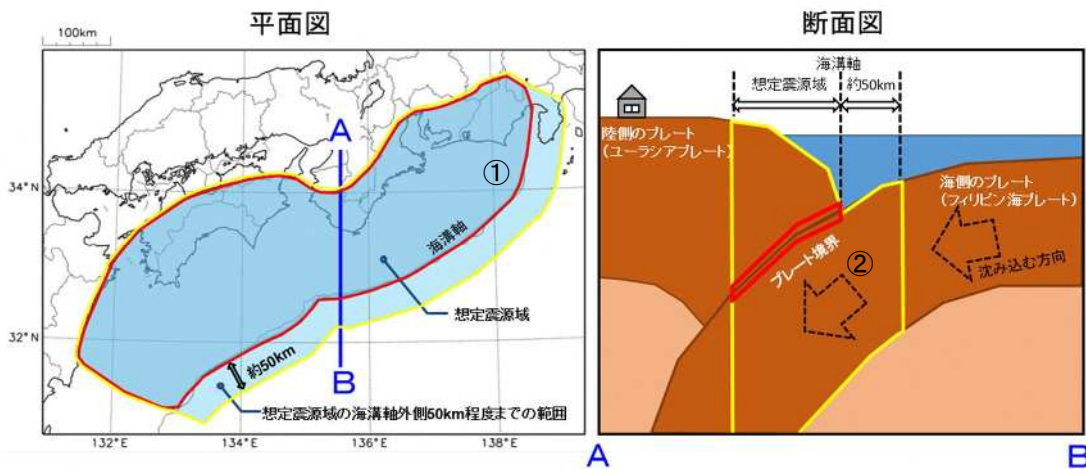 平面図
100km
34°N
32°N
132°E
134°E
136°E
138°E
A
B
①
海溝軸
想定震源域
約50km
想定震源域の海溝軸外側50km程度までの範囲
断面図
海溝軸
想定震源域
約50km
陸側のプレート
(ユーラシアプレート)
海側のプレート
(フィリピン海プレート)
プレート境界
②
沈み込む方向
A
B